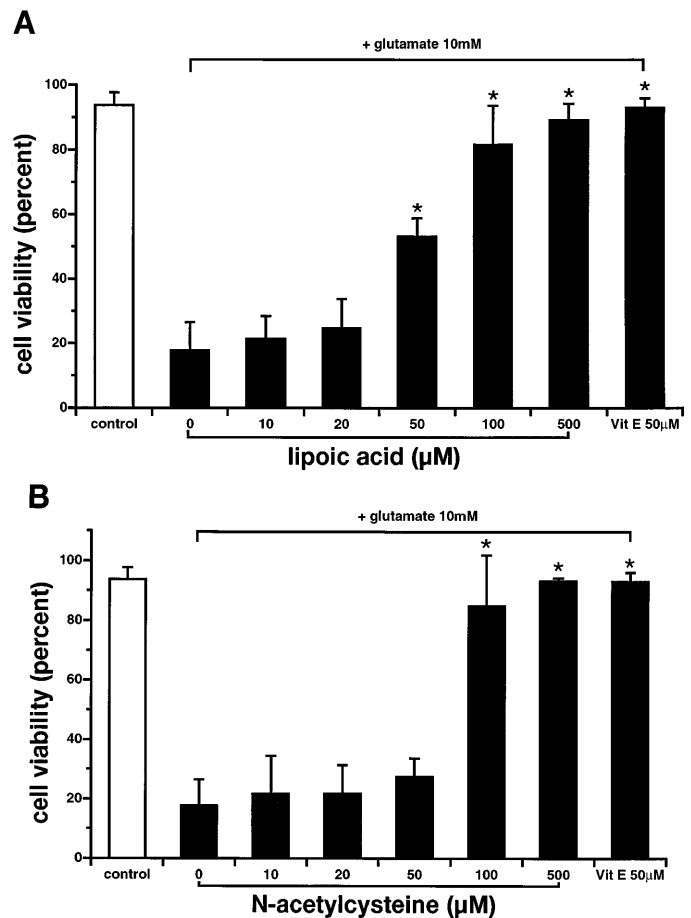 A
+ glutamate 10mM
cell viability (percent)
100
80
60
40
20
0
*
*
*
*
control
0
10
20
50
100
500
Vit E 50μM
lipoic acid (μM)
B
+ glutamate 10mM
cell viability (percent)
100
80
60
40
20
0
*
*
*
control
0
10
20
50
100
500
Vit E 50μM
N-acetylcysteine (μM)